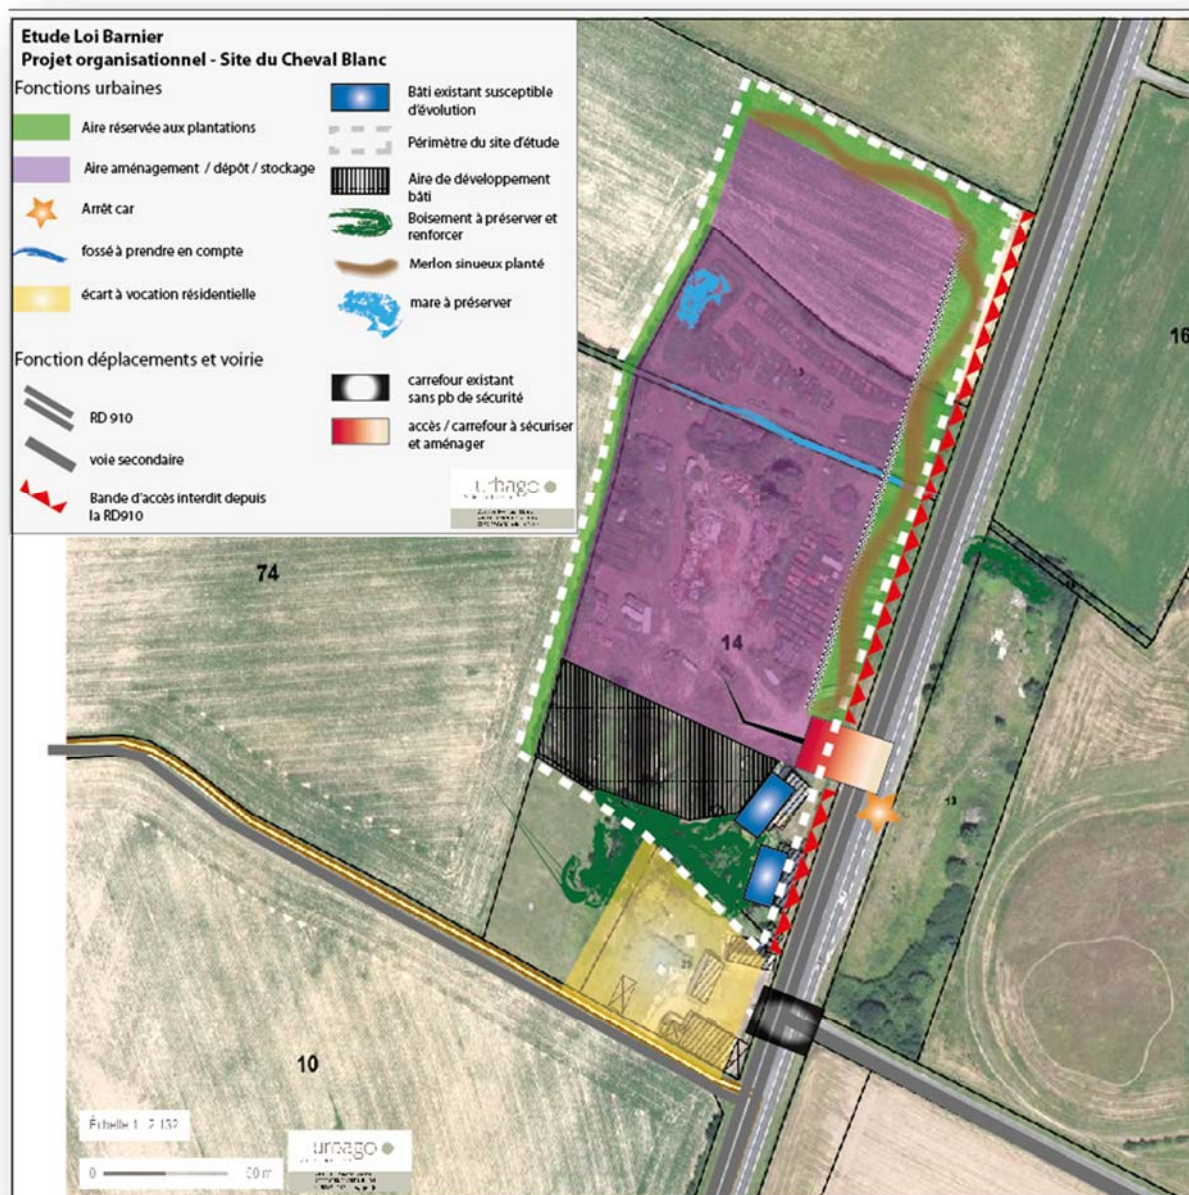 Etude Loi Barnier
Projet organisationnel - Site du Cheval Blanc
Fonctions urbaines
Aire réservée aux plantations
Aire aménagement / dépôt / stockage
Arrêt car
fossé à prendre en compte
écart à vocation résidentielle
Fonction déplacements et voirie
RD 910
voie secondaire
Bande d'accès interdit depuis
la RD910
Bâti existant susceptible
d'évolution
Périmètre du site d'étude
Aire de développement
bâti
Boisement à préserver et
renforcer
Merlon sinueux planté
mare à préserver
carrefour existant
sans pb de sécurité
accès / carrefour à sécuriser
et aménager
urbago
16
74
14
13
10
Échelle 1
0 50 m
urbago